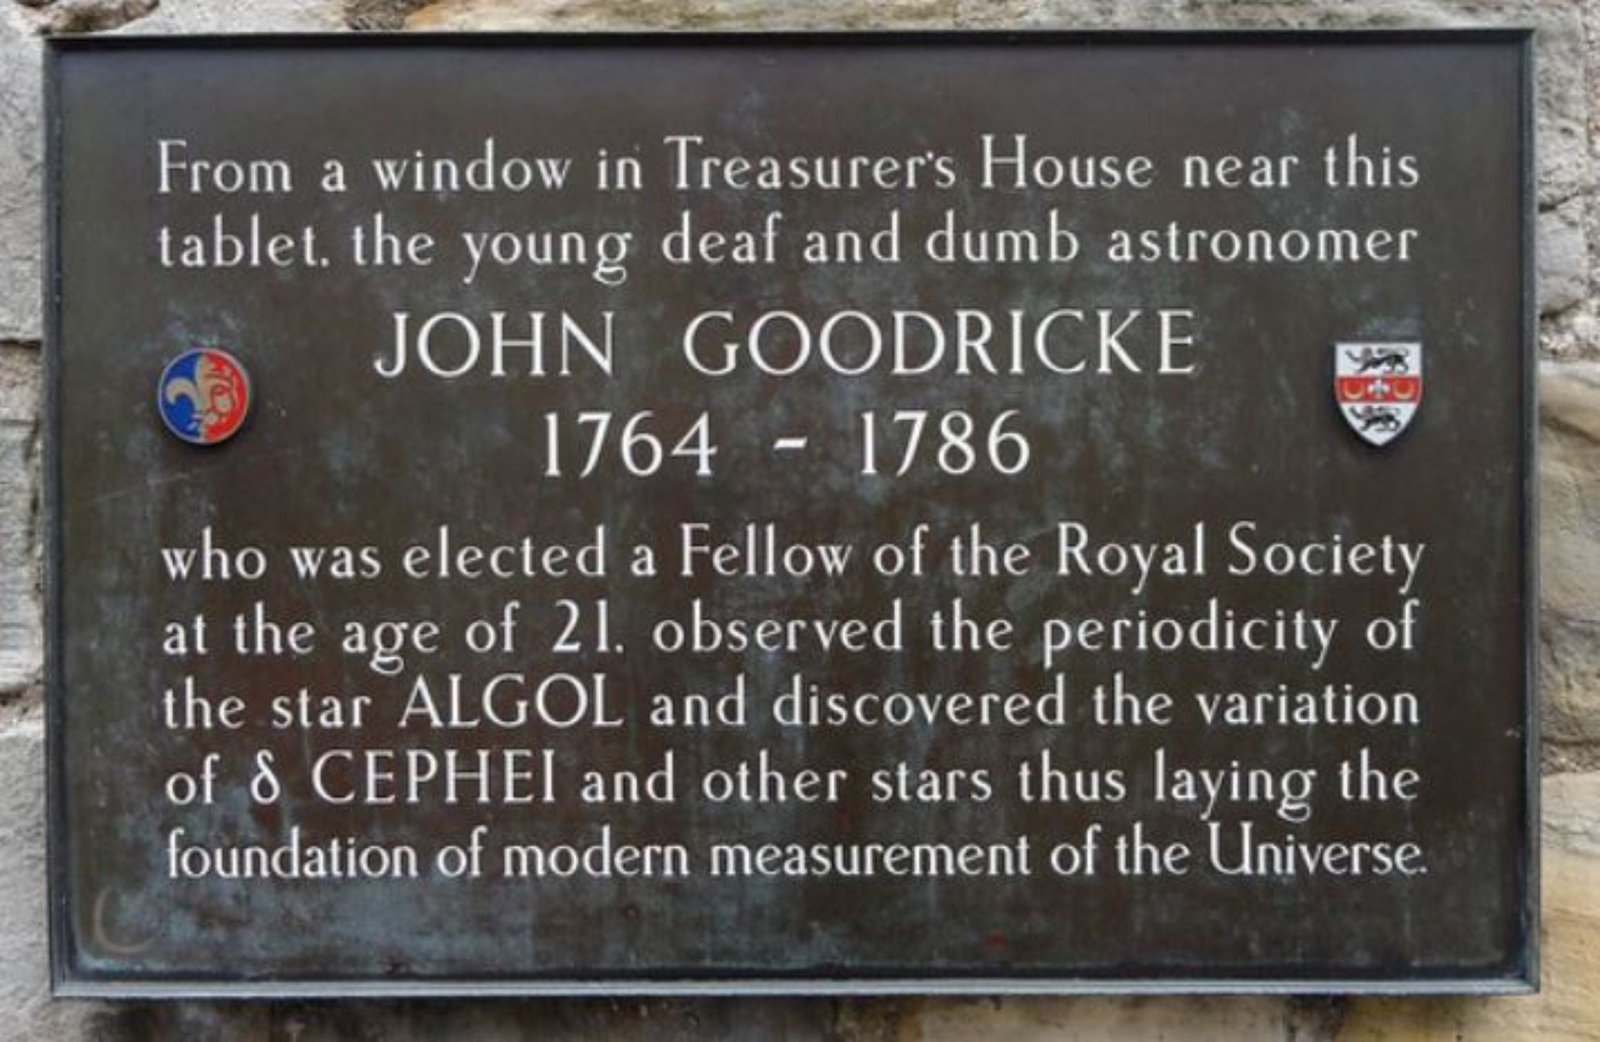 From a window in Treasurer's House near this
tablet, the young deaf and dumb astronomer
JOHN GOODRICKE
1764 - 1786
who was elected a Fellow of the Royal Society
at the age of 21, observed the periodicity of
the star ALGOL and discovered the variation
of δ CEPHEI and other stars thus laying the
foundation of modern measurement of the Universe.